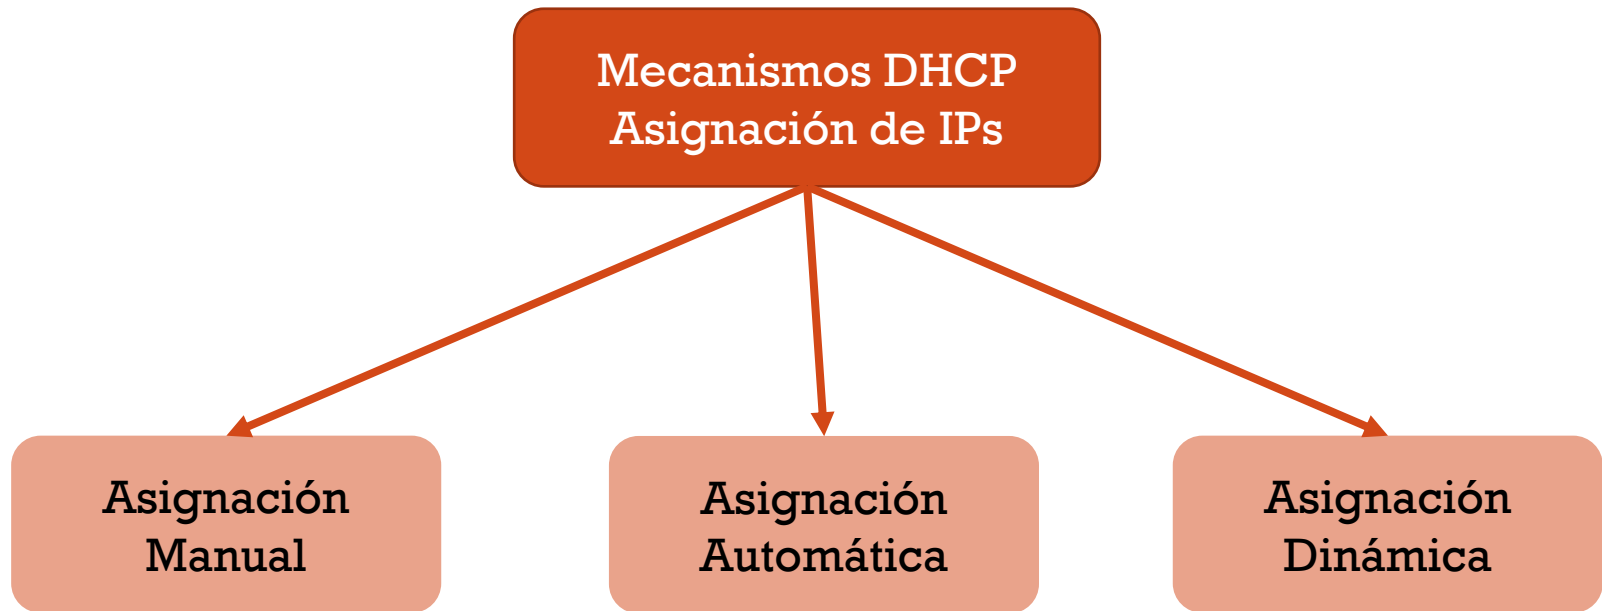 Mecanismos DHCP
Asignación de IPs
Asignación
Manual
Asignación
Automática
Asignación
Dinámica